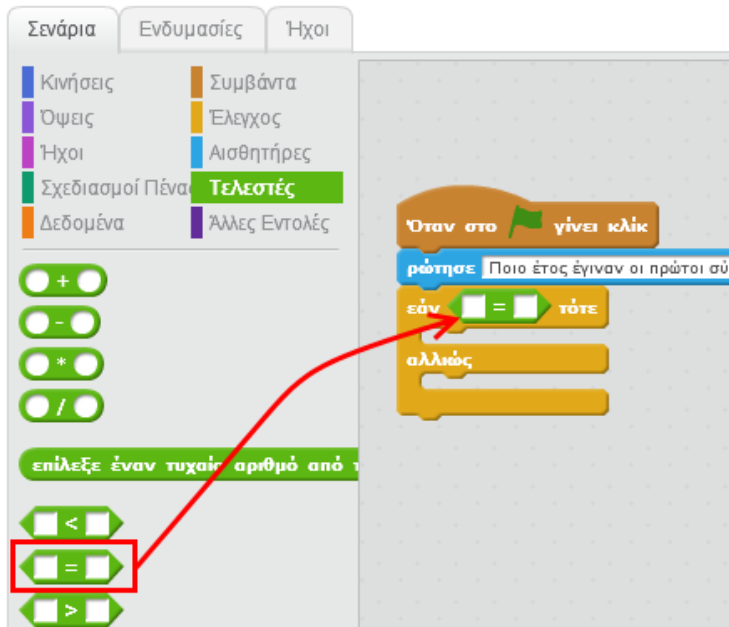 Σενάρια Ενδυμασίες Ήχοι
Κινήσεις Συμβάντα
Όψεις Έλεγχος
Ήχοι Αισθητήρες
Σχεδιασμοί Πένας Τελεστές
Δεδομένα Άλλες Εντολές
+
-
*
/
επίλεξε έναν τυχαίο αριθμό από
<
=
>
Όταν στο γίνει κλίκ
ρώτησε Ποιο έτος έγιναν οι πρώτοι
εάν = τότε
αλλιώς